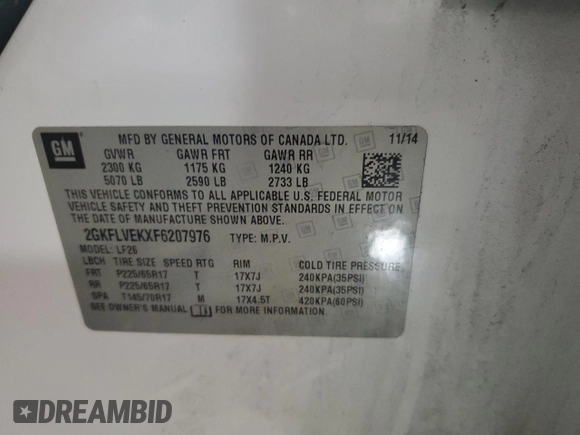 GM
MFD BY GENERAL MOTORS OF CANADA LTD. 11/14
GVWR GAWR FRT GAWR RR
2300 KG 1175 KG 1240 KG
5070 LB 2590 LB 2733 LB
THIS VEHICLE CONFORMS TO ALL APPLICABLE U.S. FEDERAL MOTOR
VEHICLE SAFETY AND THEFT PREVENTION STANDARDS IN EFFECT ON
THE DATE OF MANUFACTURE SHOWN ABOVE.
2GKFLVEKXF6207976 TYPE: M.P.V.
MODEL: LF26
LBCH TIRE SIZE SPEED RTG RIM COLD TIRE PRESSURE
FRT P225/65R17 T 17X7J 240KPA(35PSI)
RR P225/65R17 T 17X7J 240KPA(35PSI)
SPA T145/70R17 M 17X4.5T 420KPA(60PSI)
SEE OWNER'S MANUAL FOR MORE INFORMATION.
DREAMBID